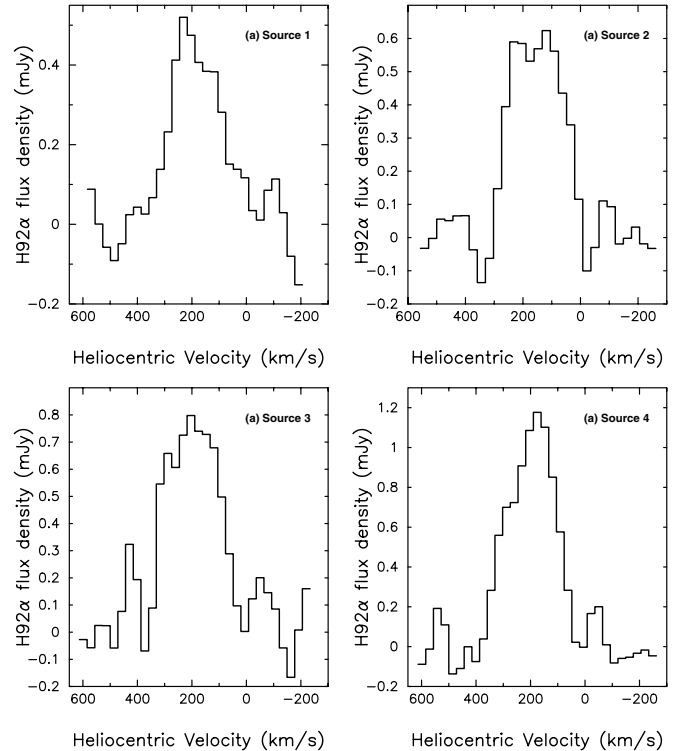 (a) Source 1
H92α flux density (mJy)
0.4
0.2
0
−0.2
600 400 200 0 −200
Heliocentric Velocity (km/s)
(a) Source 2
H92α flux density (mJy)
0.6
0.5
0.4
0.3
0.2
0.1
0
−0.1
−0.2
600 400 200 0 −200
Heliocentric Velocity (km/s)
(a) Source 3
H92α flux density (mJy)
0.8
0.7
0.6
0.5
0.4
0.3
0.2
0.1
0
−0.1
−0.2
600 400 200 0 −200
Heliocentric Velocity (km/s)
(a) Source 4
H92α flux density (mJy)
1.2
1
0.8
0.6
0.4
0.2
0
−0.2
600 400 200 0 −200
Heliocentric Velocity (km/s)